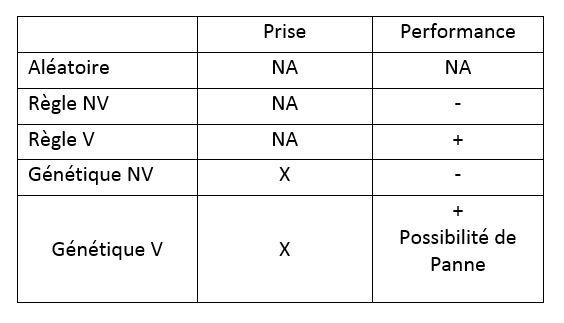 Prise Performance
Aléatoire NA NA
Règle NV NA -
Règle V NA +
Génétique NV X -
Génétique V X +
Possibilité de
Panne